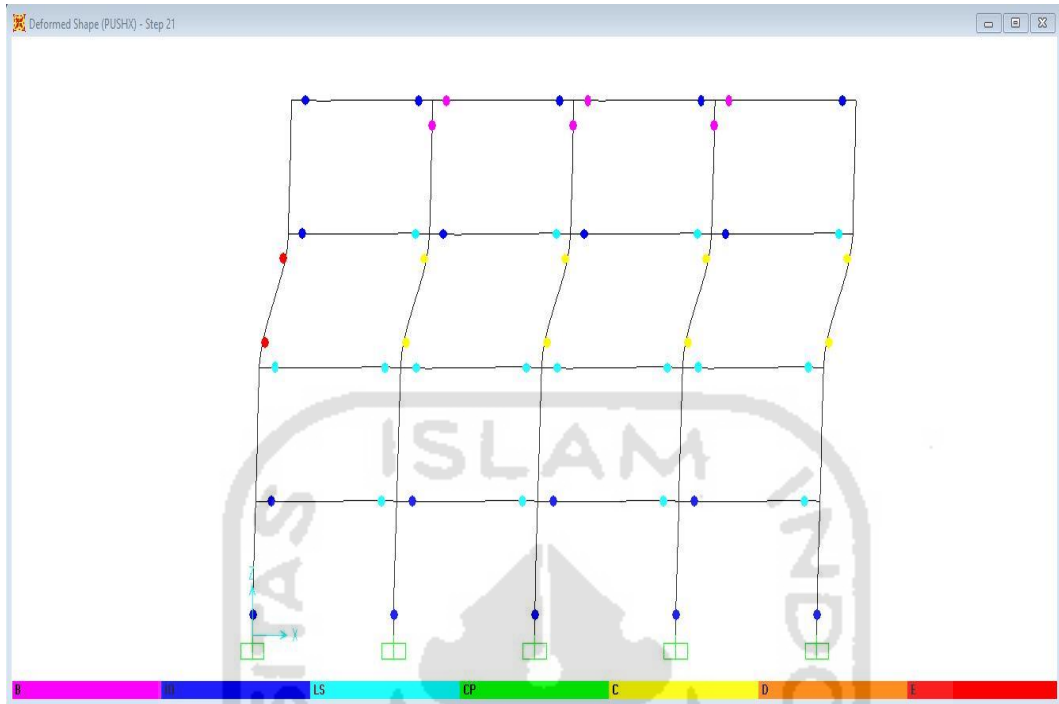 Deformed Shape (PUSHX) - Step 21
ISLAM
Z
X
B IO LS CP C D E